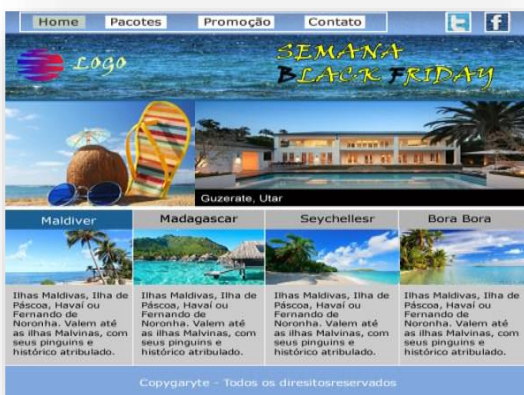 Home Pacotes Promoção Contato
LOGO
SEMANA
BLACK FRIDAY
Guzerate, Utar
Maldiver
Madagascar
Seychellesr
Bora Bora
Ilhas Maldivas, Ilha de
Páscoa, Havaí ou
Fernando de
Noronha. Valem até
as ilhas Malvinas, com
seus pinguins e
histórico atribulado.
Ilhas Maldivas, Ilha de
Páscoa, Havaí ou
Fernando de
Noronha. Valem até
as ilhas Malvinas, com
seus pinguins e
histórico atribulado.
Ilhas Maldivas, Ilha de
Páscoa, Havaí ou
Fernando de
Noronha. Valem até
as ilhas Malvinas, com
seus pinguins e
histórico atribulado.
Ilhas Maldivas, Ilha de
Páscoa, Havaí ou
Fernando de
Noronha. Valem até
as ilhas Malvinas, com
seus pinguins e
histórico atribulado.
Copygaryte - Todos os diresitosreservados